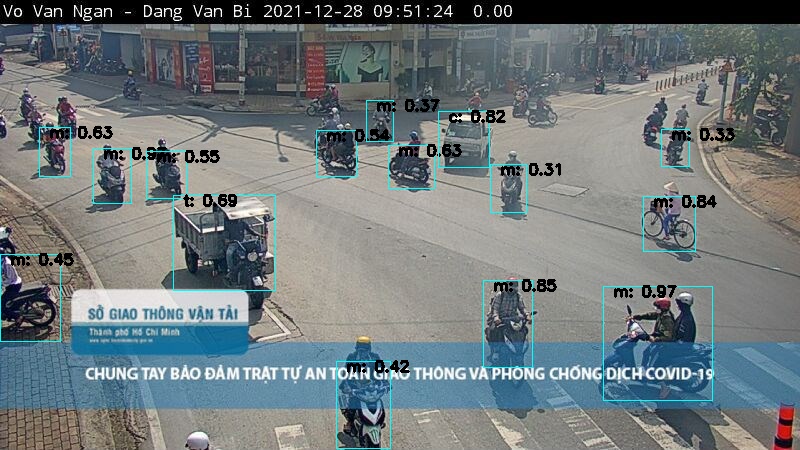 Vo Van Ngan - Dang Van Bi 2021-12-28 09:51:24 0.00
m: 0.37
c: 0.82
m: 0.63
m: 0.54
m: 0.33
m: 0.63
m: 0.55
m: 0.31
t: 0.69
m: 0.84
m: 0.45
m: 0.85
m: 0.97
SỞ GIAO THÔNG VẬN TẢI
Thành phố Hồ Chí Minh
m: 0.42
CHUNG TAY BẢO ĐẢM TRẬT TỰ AN TOÀN GIAO THÔNG VÀ PHÒNG CHỐNG DỊCH COVID-19